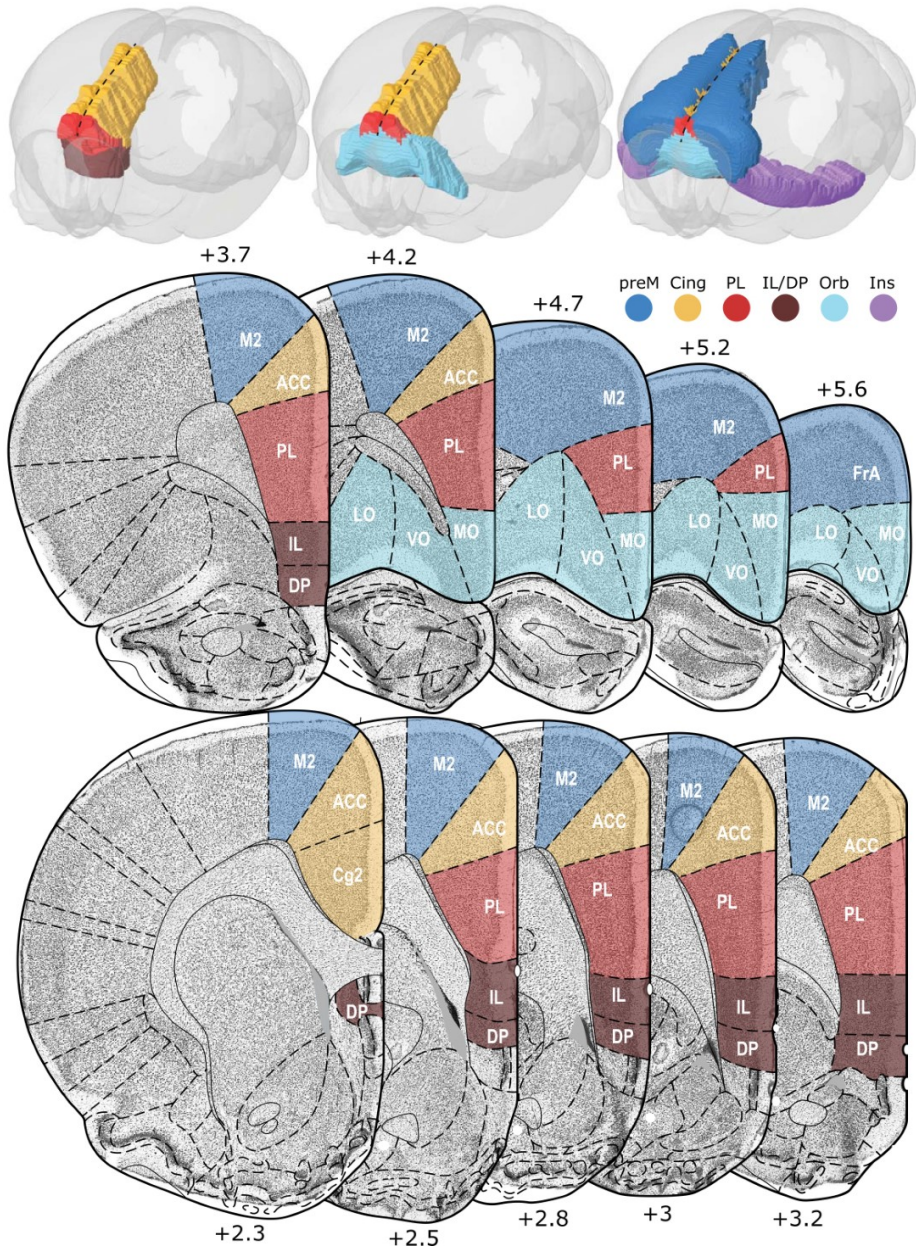 +3.7
+4.2
preM Cing PL IL/DP Orb Ins
+4.7
+5.2
+5.6
M2
ACC
PL
IL
DP
M2
ACC
PL
LO
VO
MO
M2
PL
LO
VO
MO
M2
PL
LO
MO
VO
FrA
LO
MO
VO
M2
ACC
Cg2
DP
M2
ACC
PL
IL
DP
M2
ACC
PL
IL
DP
M2
ACC
PL
IL
DP
M2
ACC
PL
IL
DP
+2.3
+2.5
+2.8
+3
+3.2